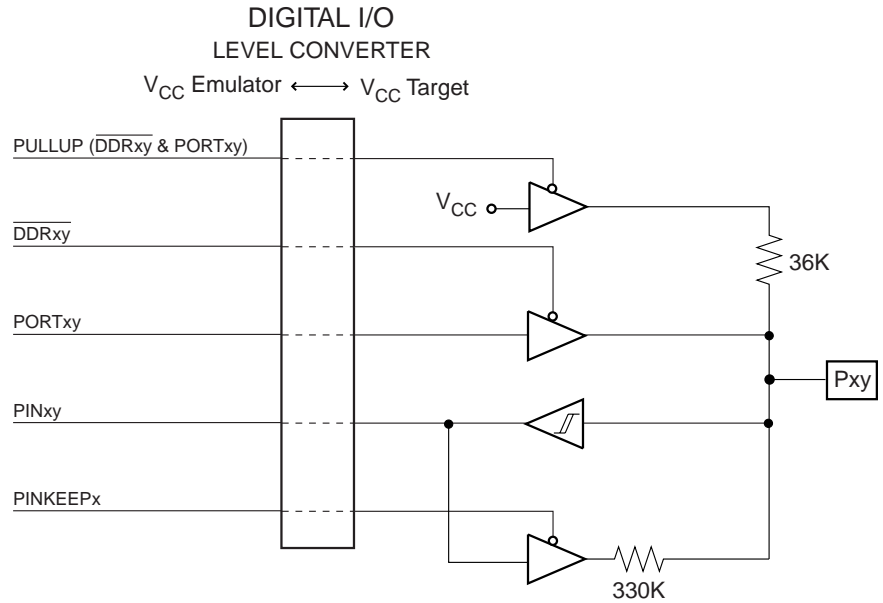 DIGITAL I/O
LEVEL CONVERTER
VCC Emulator ⟷ VCC Target
PULLUP (DDRxy & PORTxy)
VCC
DDRxy
36K
PORTxy
Pxy
PINxy
PINKEEPx
330K